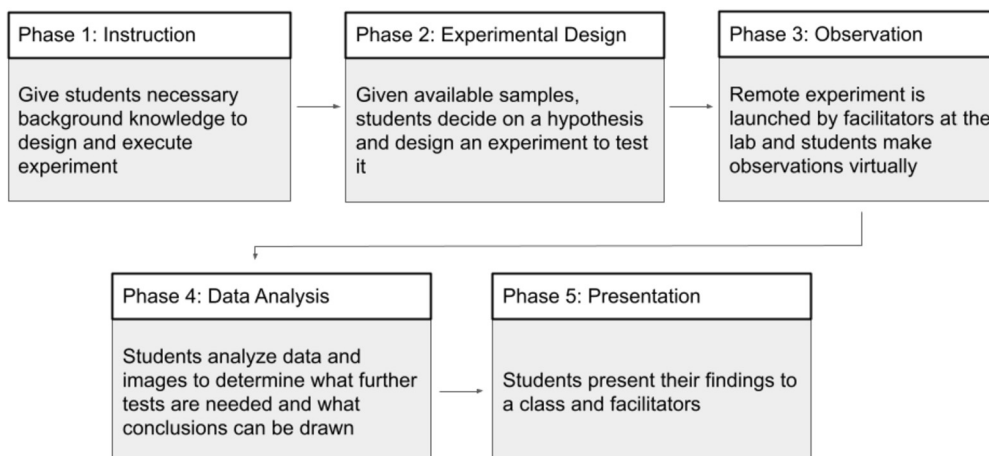 Phase 1: Instruction
Give students necessary
background knowledge to
design and execute
experiment
Phase 2: Experimental Design
Given available samples,
students decide on a hypothesis
and design an experiment to test
it
Phase 3: Observation
Remote experiment is
launched by facilitators at the
lab and students make
observations virtually
Phase 4: Data Analysis
Students analyze data and
images to determine what further
tests are needed and what
conclusions can be drawn
Phase 5: Presentation
Students present their findings to
a class and facilitators